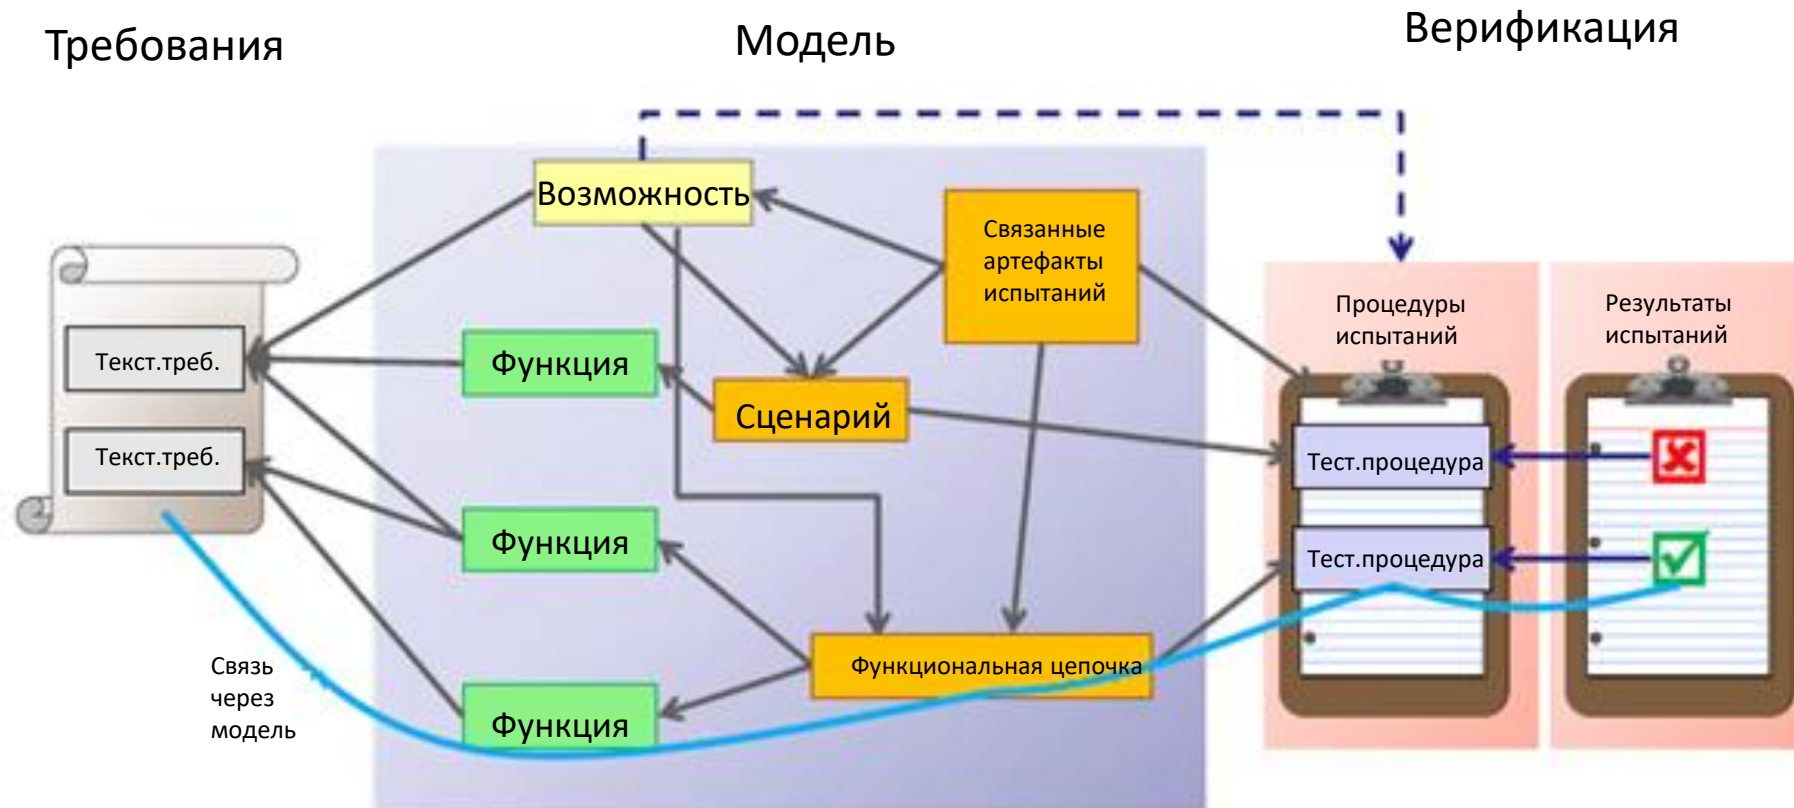 Требования
Модель
Верификация
Возможность
Связанные
артефакты
испытаний
Процедуры
испытаний
Результаты
испытаний
Текст.треб.
Функция
Сценарий
Текст.треб.
Тест.процедура
Функция
Тест.процедура
Связь
через
модель
Функциональная цепочка
Функция